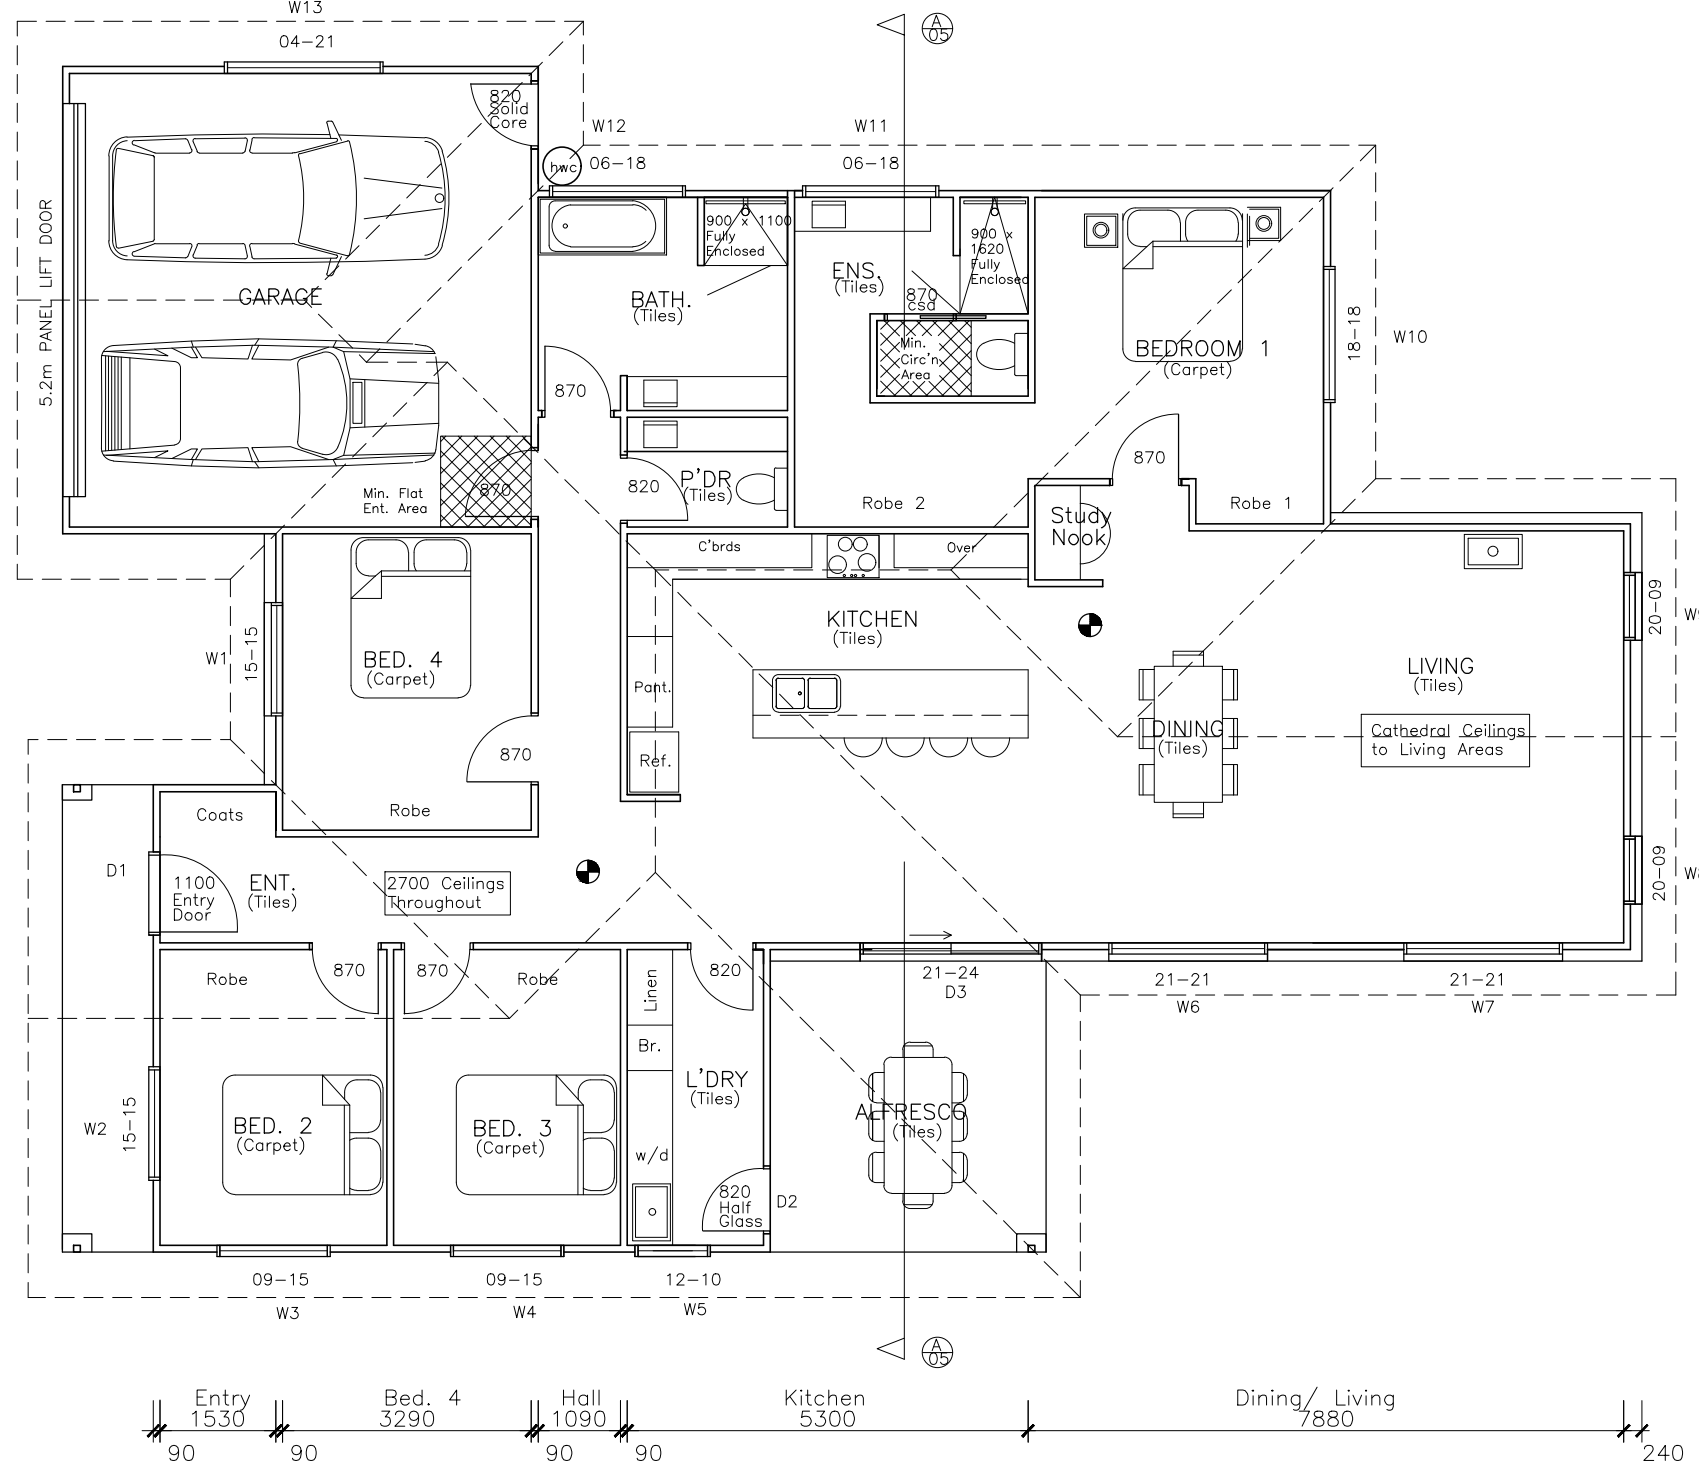 W13
04-21
A
05
820
Solid
Core
W12
W11
hwc
06-18
06-18
5.2m PANEL LIFT DOOR
GARAGE
900 x 1100
Fully
Enclosed
BATH.
(Tiles)
ENS.
(Tiles)
870
csd
900 x
1620
Fully
Enclosed
Min.
Circ'n
Area
BEDROOM 1
(Carpet)
18-18
W10
870
870
Min. Flat
Ent. Area
870
820
P'DR
(Tiles)
Robe 2
Robe 1
Study
Nook
C'brds
Over
KITCHEN
(Tiles)
20-09
W9
W1
15-15
BED. 4
(Carpet)
Pant.
Ref.
LIVING
(Tiles)
DINING
(Tiles)
Cathedral Ceilings
to Living Areas
870
Robe
Coats
D1
1100
Entry
Door
ENT.
(Tiles)
2700 Ceilings
Throughout
20-09
W8
Robe
870
870
Robe
Linen
820
21-24
D3
21-21
W6
21-21
W7
Br.
L'DRY
(Tiles)
W2
15-15
BED. 2
(Carpet)
BED. 3
(Carpet)
w/d
820
Half
Glass
D2
ALFRESCO
(Tiles)
09-15
W3
09-15
W4
12-10
W5
A
05
Entry
1530
Bed. 4
3290
Hall
1090
Kitchen
5300
Dining/ Living
7880
90
90
90
90
240